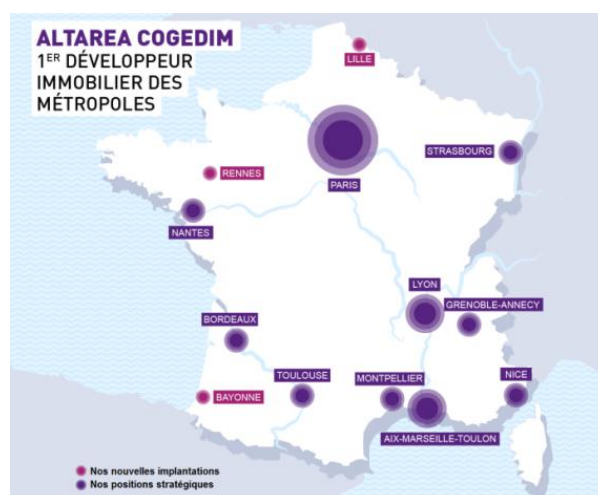 ALTAREA COGEDIM
1ER DÉVELOPPEUR
IMMOBILIER DES
MÉTROPOLES
LILLE
STRASBOURG
RENNES
PARIS
NANTES
LYON
GRENOBLE-ANNECY
BORDEAUX
TOULOUSE
MONTPELLIER
NICE
BAYONNE
AIX-MARSEILLE-TOULON
Nos nouvelles implantations
Nos positions stratégiques